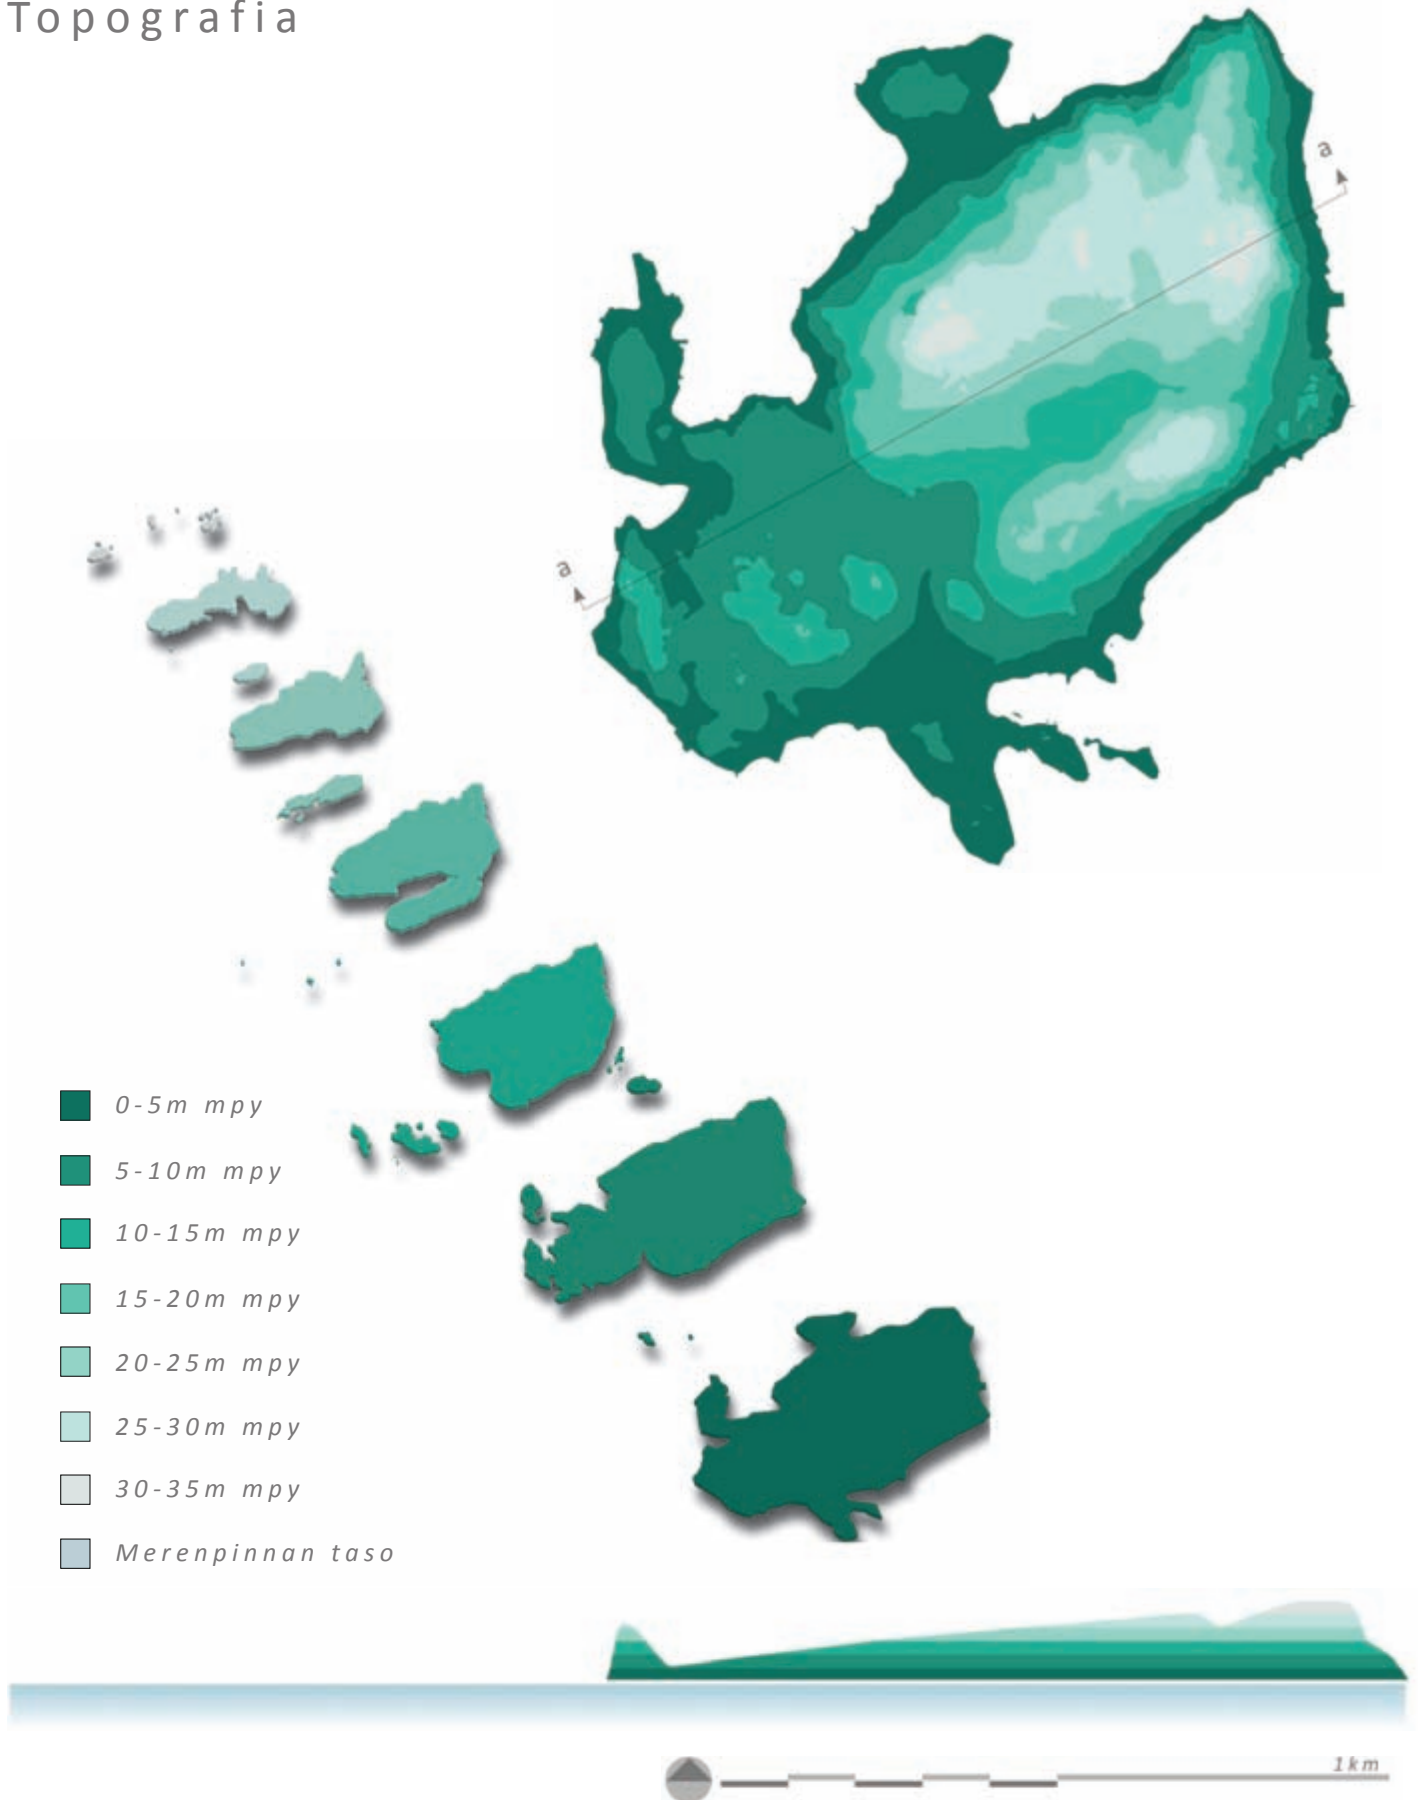 Topografia
a
a
0-5m mpy
5-10m mpy
10-15m mpy
15-20m mpy
20-25m mpy
25-30m mpy
30-35m mpy
Merenpinnan taso
1km